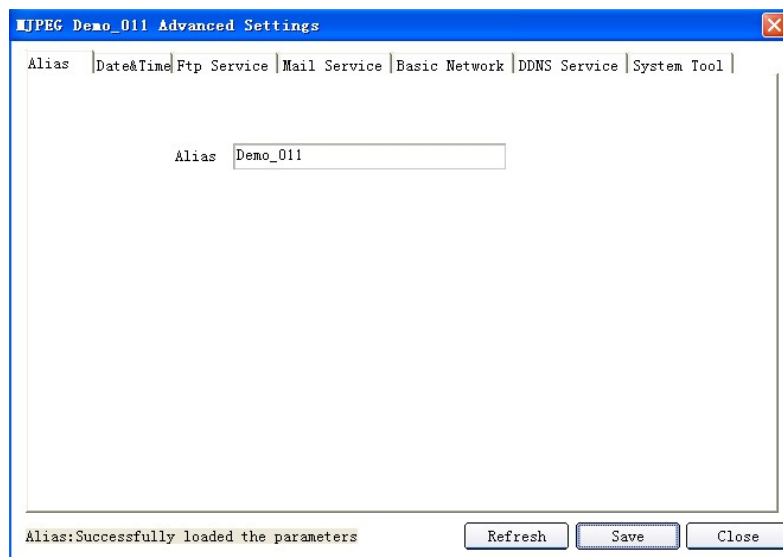 MJPEG Demo_011 Advanced Settings
Alias Date&Time Ftp Service Mail Service Basic Network DDNS Service System Tool
Alias Demo_011
Alias:Successfully loaded the parameters Refresh Save Close